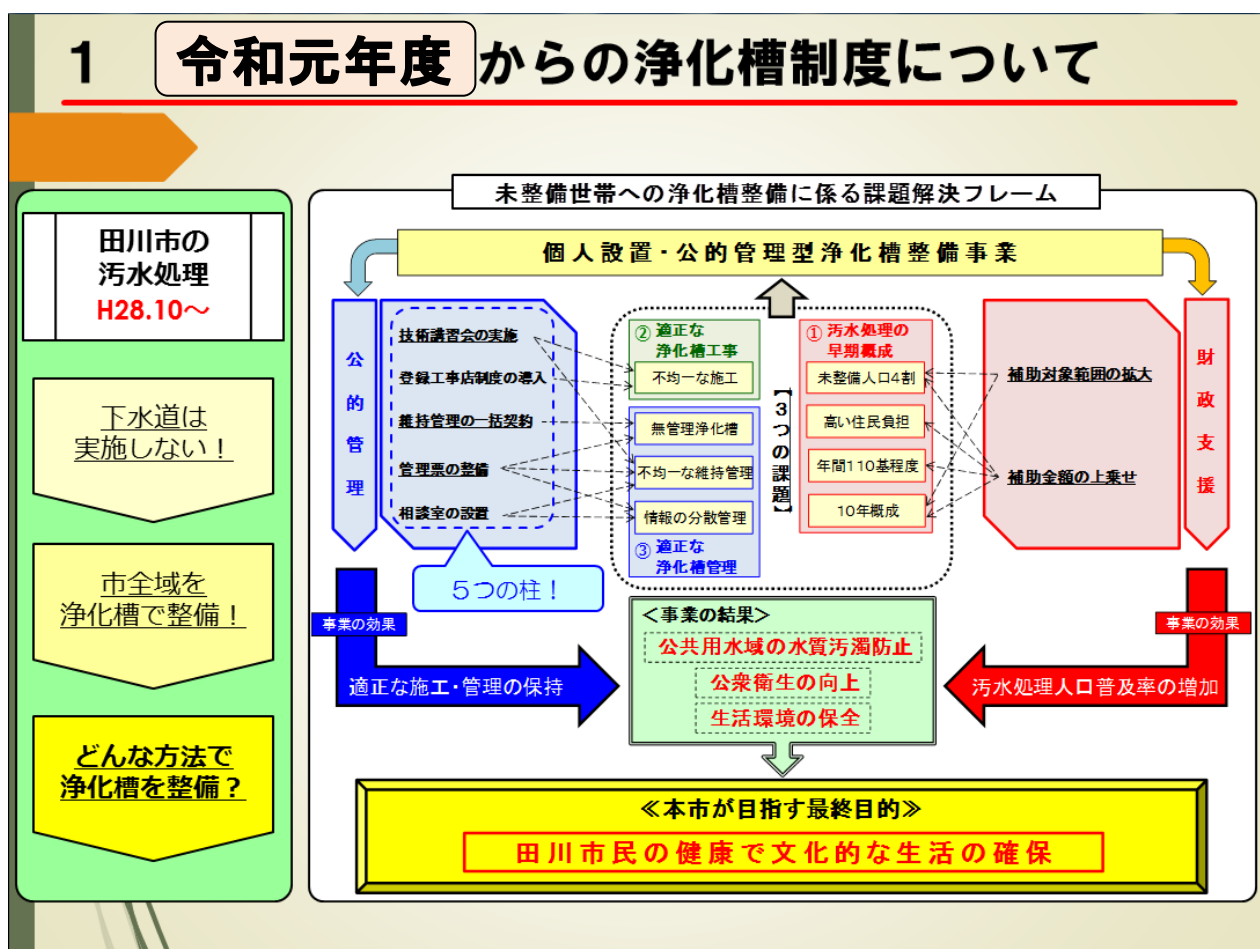 1 令和元年度 からの浄化槽制度について
田川市の
汚水処理
H28.10～
下水道は
実施しない！
市全域を
浄化槽で整備！
どんな方法で
浄化槽を整備？
未整備世帯への浄化槽整備に係る課題解決フレーム
個人設置・公的管理型浄化槽整備事業
公的管理
技術講習会の実施
登録工事店制度の導入
維持管理の一括契約
管理票の整備
相談室の設置
５つの柱！
② 適正な
浄化槽工事
不均一な施工
無管理浄化槽
不均一な維持管理
情報の分散管理
③ 適正な
浄化槽管理
【３つの課題】
① 汚水処理の
早期概成
未整備人口4割
高い住民負担
年間110基程度
10年概成
補助対象範囲の拡大
補助金額の上乗せ
財政支援
事業の効果
適正な施工・管理の保持
＜事業の結果＞
公共用水域の水質汚濁防止
公衆衛生の向上
生活環境の保全
事業の効果
汚水処理人口普及率の増加
≪本市が目指す最終目的≫
田川市民の健康で文化的な生活の確保